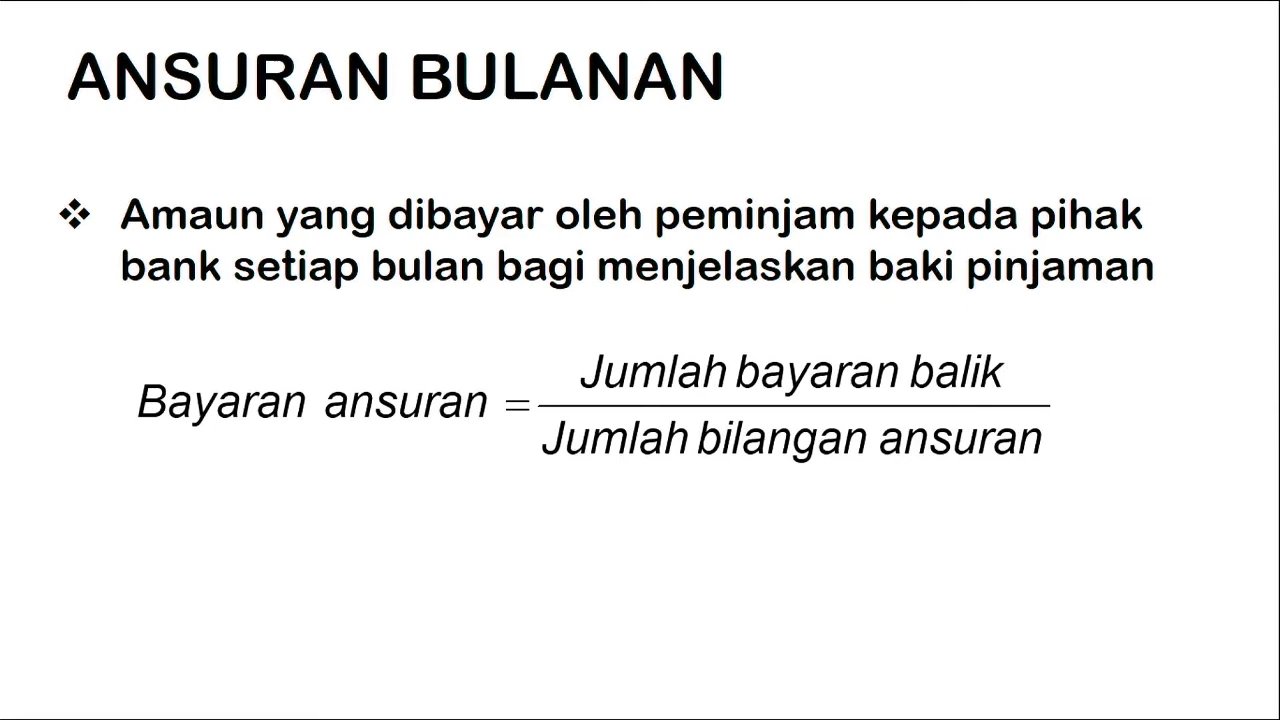 ANSURAN BULANAN
❖ Amaun yang dibayar oleh peminjam kepada pihak
bank setiap bulan bagi menjelaskan baki pinjaman
Jumlah bayaran balik
Bayaran ansuran =
Jumlah bilangan ansuran